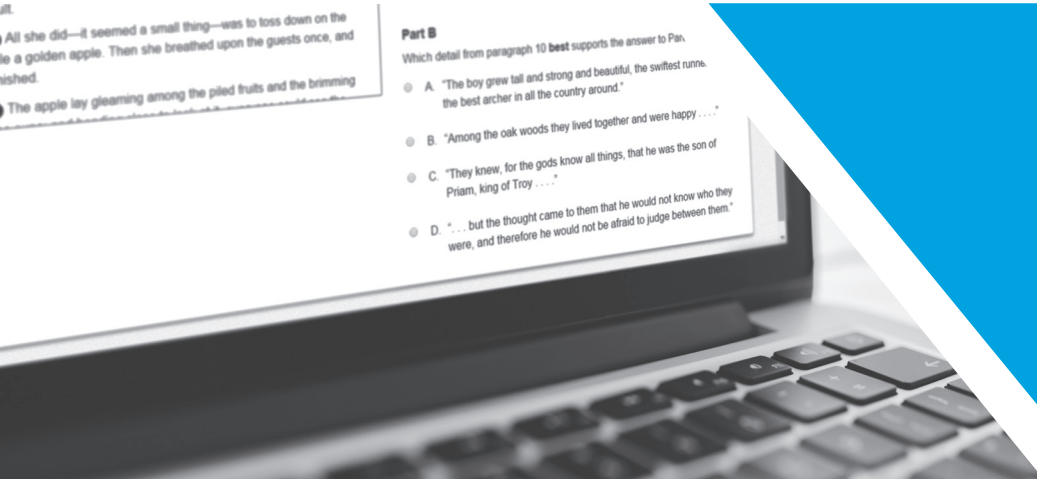 ult.
All she did—it seemed a small thing—was to toss down on the
le a golden apple. Then she breathed upon the guests once, and
nished.
The apple lay gleaming among the piled fruits and the brimming
Part B
Which detail from paragraph 10 best supports the answer to Par
A. "The boy grew tall and strong and beautiful, the swiftest runne
the best archer in all the country around."
B. "Among the oak woods they lived together and were happy . . . ."
C. "They knew, for the gods know all things, that he was the son of
Priam, king of Troy . . . ."
D. ". . . but the thought came to them that he would not know who they
were, and therefore he would not be afraid to judge between them."